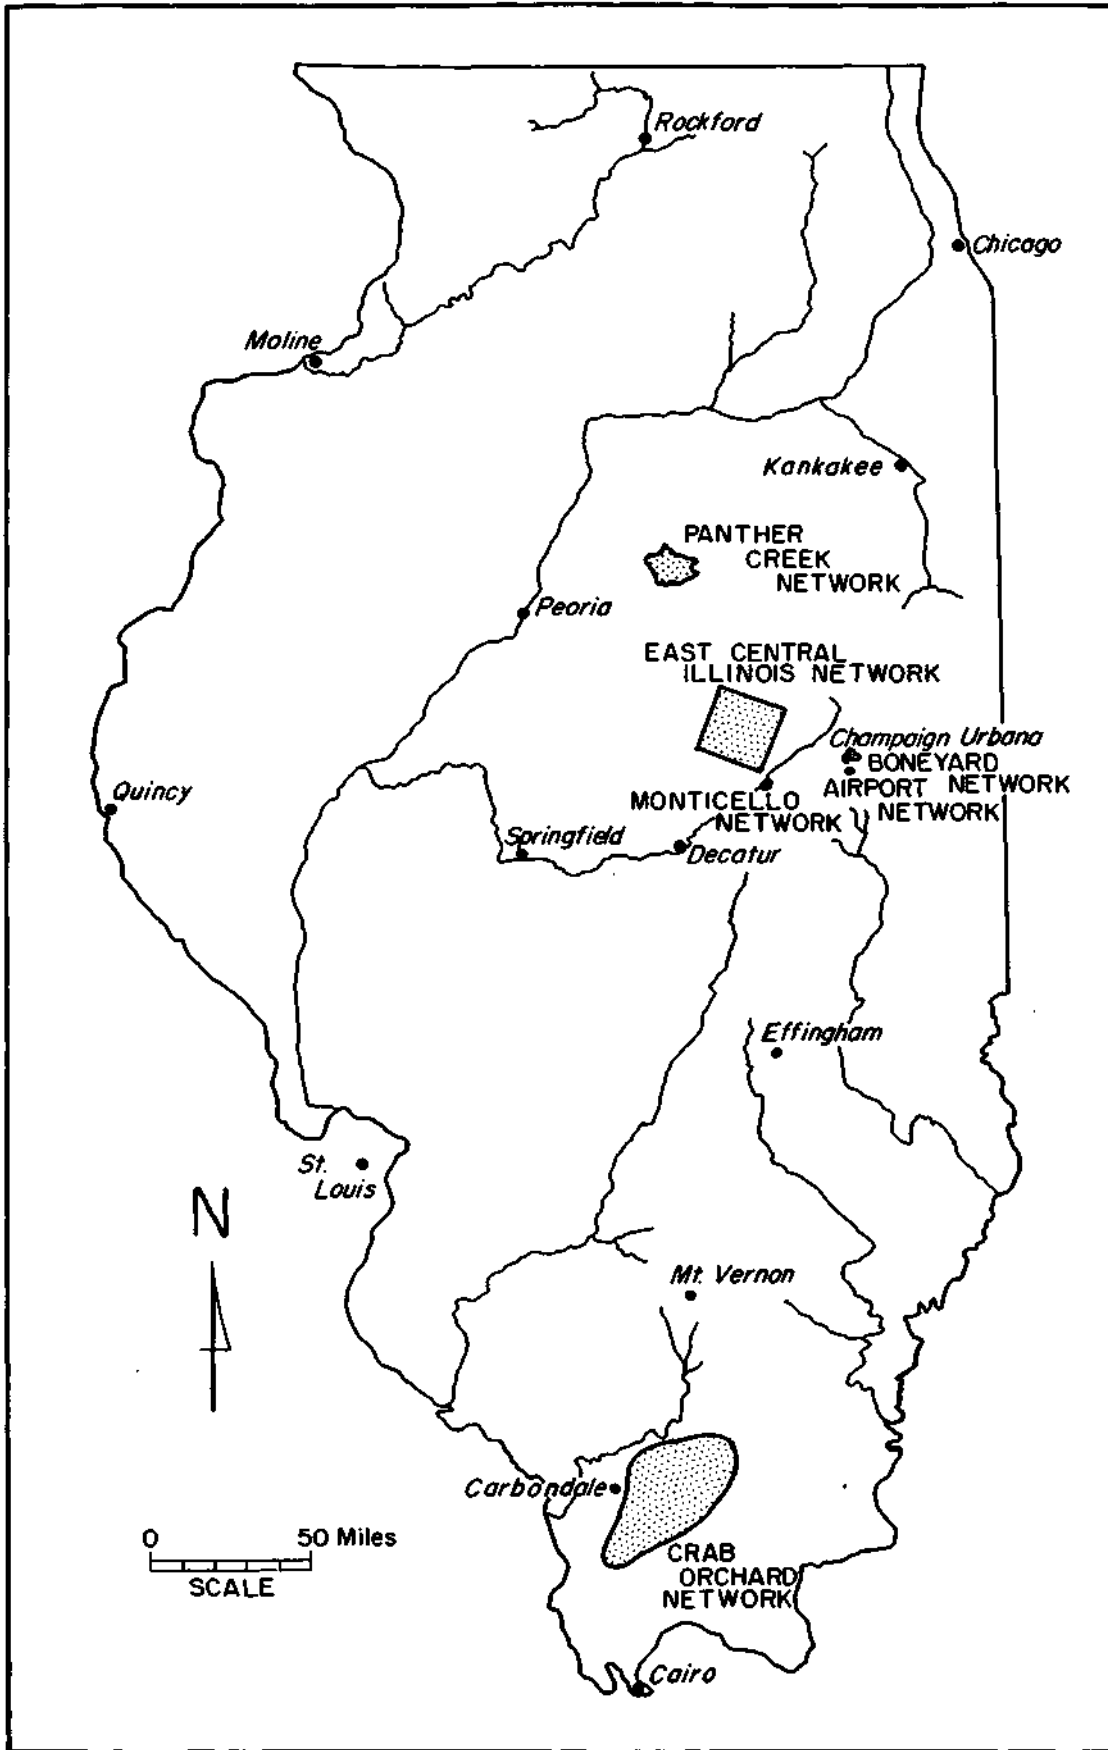 Rockford
Chicago
Moline
Kankakee
PANTHER
CREEK
NETWORK
Peoria
EAST CENTRAL
ILLINOIS NETWORK
Champaign Urbana
BONEYARD
NETWORK
AIRPORT
NETWORK
Quincy
MONTICELLO
NETWORK
Springfield
Decatur
Effingham
St.
Louis
N
Mt. Vernon
Carbondale
0 50 Miles
SCALE
CRAB
ORCHARD
NETWORK
Cairo